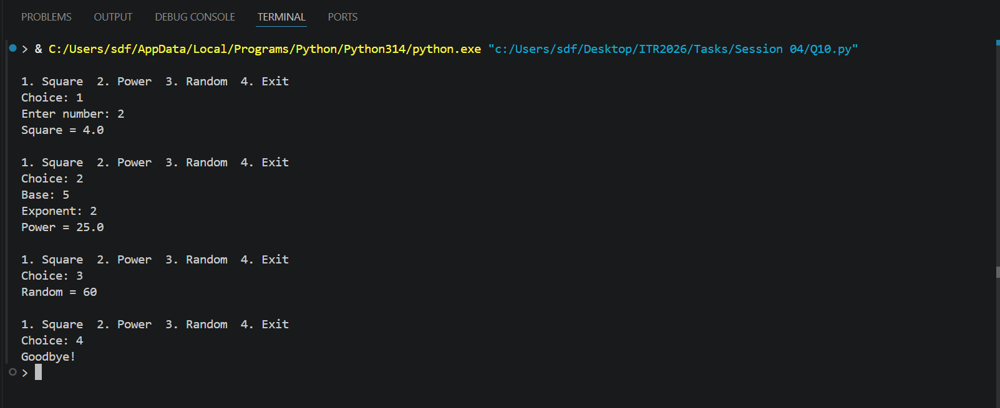 PROBLEMS OUTPUT DEBUG CONSOLE TERMINAL PORTS
> & C:/Users/sdf/AppData/Local/Programs/Python/Python314/python.exe "c:/Users/sdf/Desktop/ITR2026/Tasks/Session 04/Q10.py"
1. Square  2. Power  3. Random  4. Exit
Choice: 1
Enter number: 2
Square = 4.0
1. Square  2. Power  3. Random  4. Exit
Choice: 2
Base: 5
Exponent: 2
Power = 25.0
1. Square  2. Power  3. Random  4. Exit
Choice: 3
Random = 60
1. Square  2. Power  3. Random  4. Exit
Choice: 4
Goodbye!
>